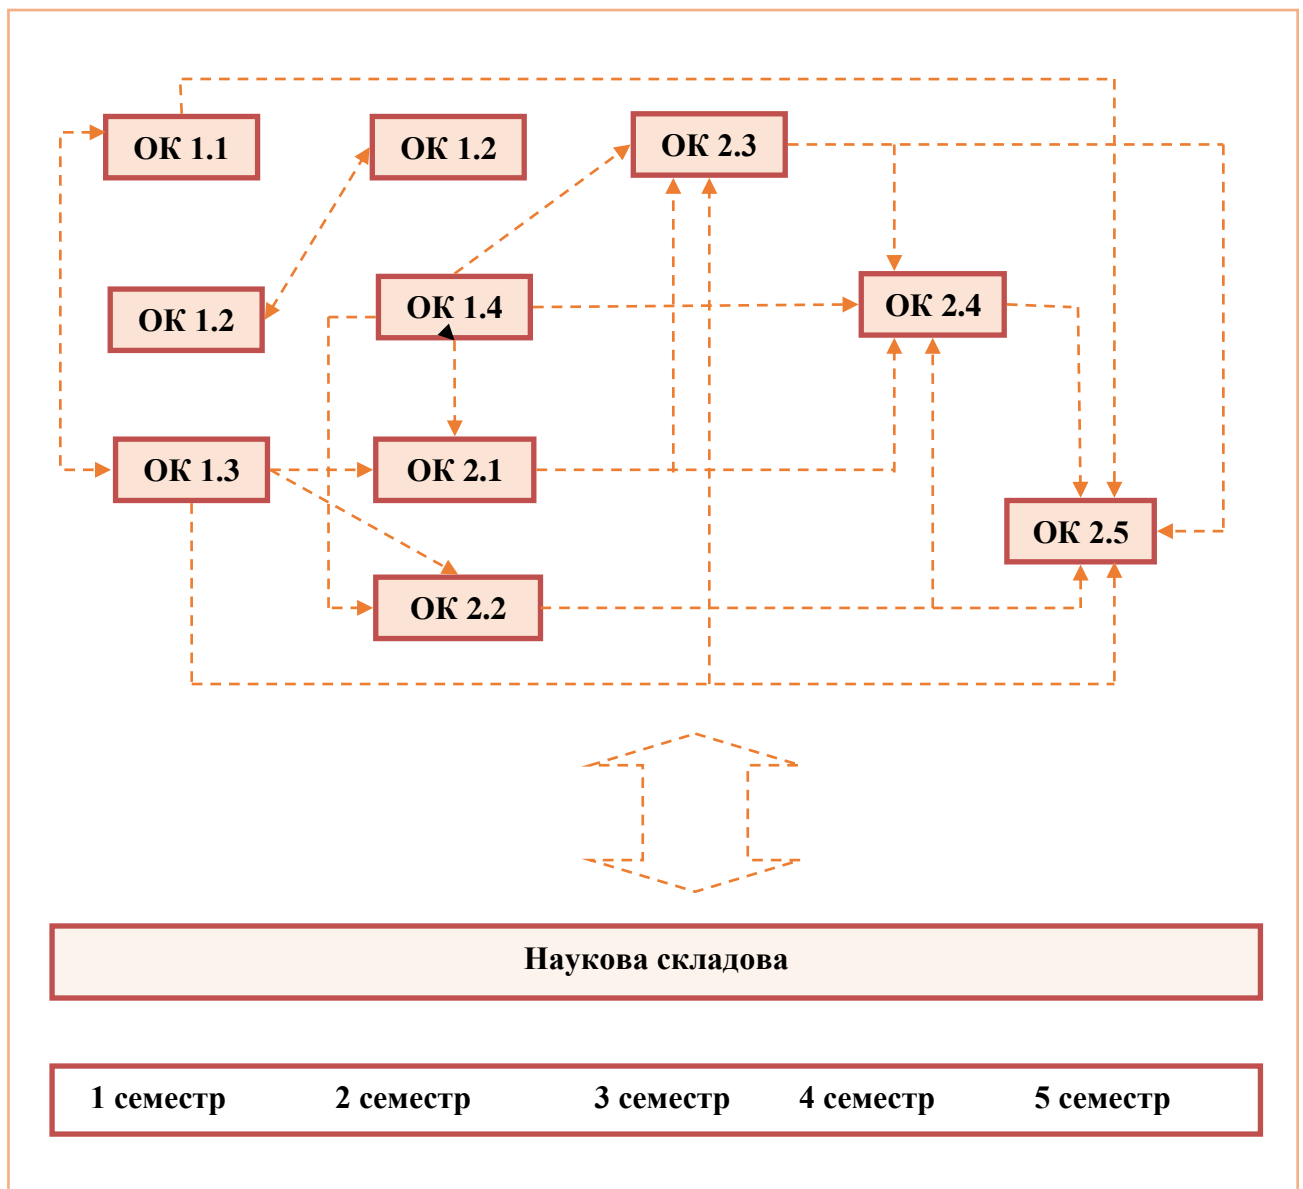 ОК 1.1
ОК 1.2
ОК 2.3
ОК 1.2
ОК 1.4
ОК 2.4
ОК 1.3
ОК 2.1
ОК 2.5
ОК 2.2
Наукова складова
1 семестр 2 семестр 3 семестр 4 семестр 5 семестр